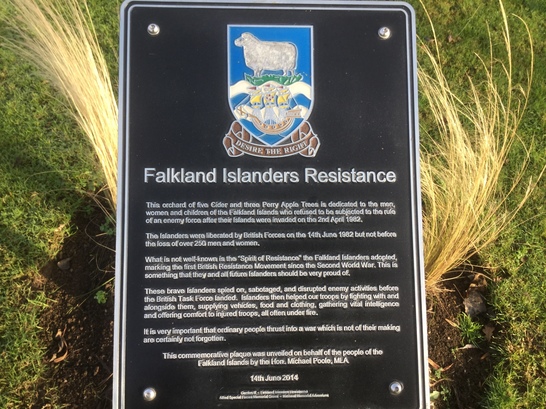 DESIRE THE RIGHT
Falkland Islanders Resistance
This orchard of five Cider and three Perry Apple Trees is dedicated to the men,
women and children of the Falkland Islands who refused to be subjected to the rule
of an enemy force after their Islands were invaded on the 2nd April 1982.
The Islanders were liberated by British Forces on the 14th June 1982 but not before
the loss of over 250 men and women.
What is not well known is the "Spirit of Resistance" the Falkland Islanders adopted,
marking the first British Resistance Movement since the Second World War. This is
something that they and all future Islanders should be very proud of.
These brave Islanders spied on, sabotaged, and disrupted enemy activities before
the British Task Force landed. Islanders then helped our troops by fighting with and
alongside them, supplying vehicles, food and clothing, gathering vital intelligence
and offering comfort to injured troops, all often under fire.
It is very important that ordinary people thrust into a war which is not of their making
are certainly not forgotten.
This commemorative plaque was unveiled on behalf of the people of the
Falkland Islands by the Hon. Michael Poole, MLA.
14th June 2014